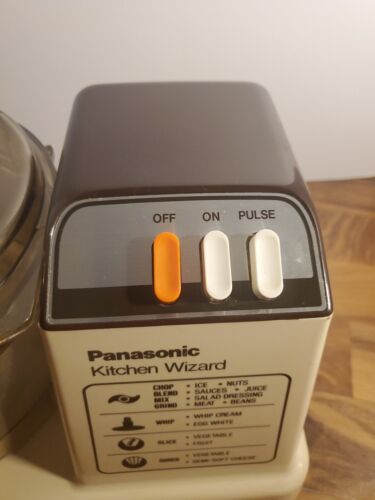 OFF ON PULSE
Panasonic
Kitchen Wizard
CHOP • ICE • NUTS
BLEND • SAUCES • JUICE
MIX • SALAD DRESSING
GRIND • MEAT • BEANS
WHIP • WHIP CREAM
• EGG WHITE
SLICE • VEGETABLE
• FRUIT
SHRED • VEGETABLE
• SEMI-SOFT CHEESE